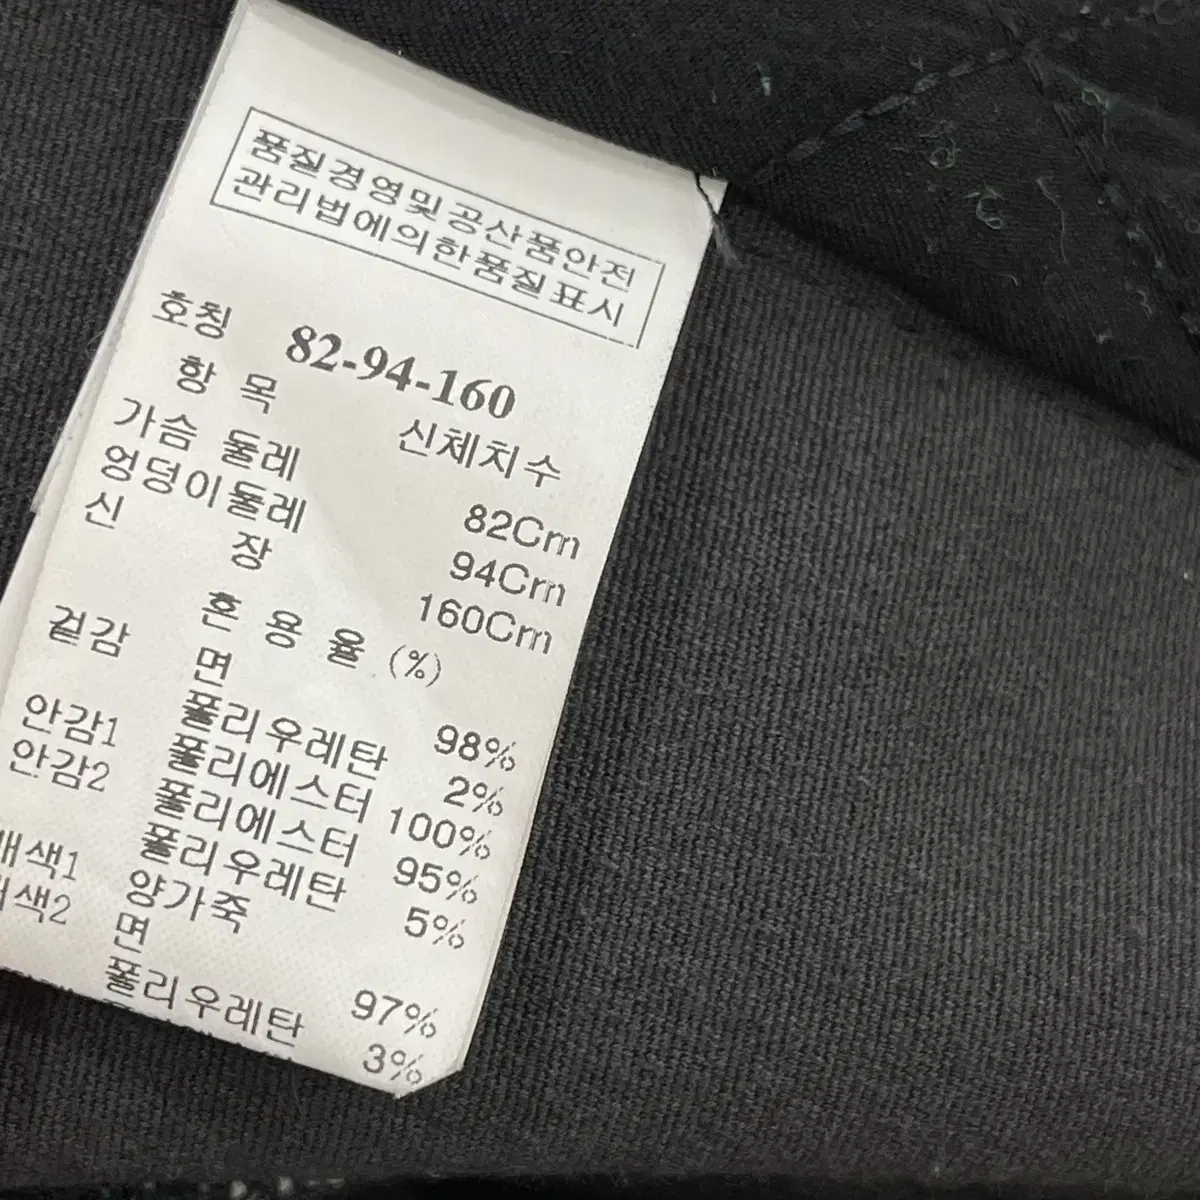 품질경영및공산품안전
관리법에의한품질표시
호칭 82-94-160
항 목 신체치수
가슴 둘레 82Cm
엉덩이둘레 94Cm
신 장 160Cm
혼 용 율 (%)
겉감 면 98%
폴리우레탄 2%
안감1 폴리에스터 100%
안감2 폴리에스터 95%
폴리우레탄 5%
배색1 양가죽
배색2 면 97%
폴리우레탄 3%